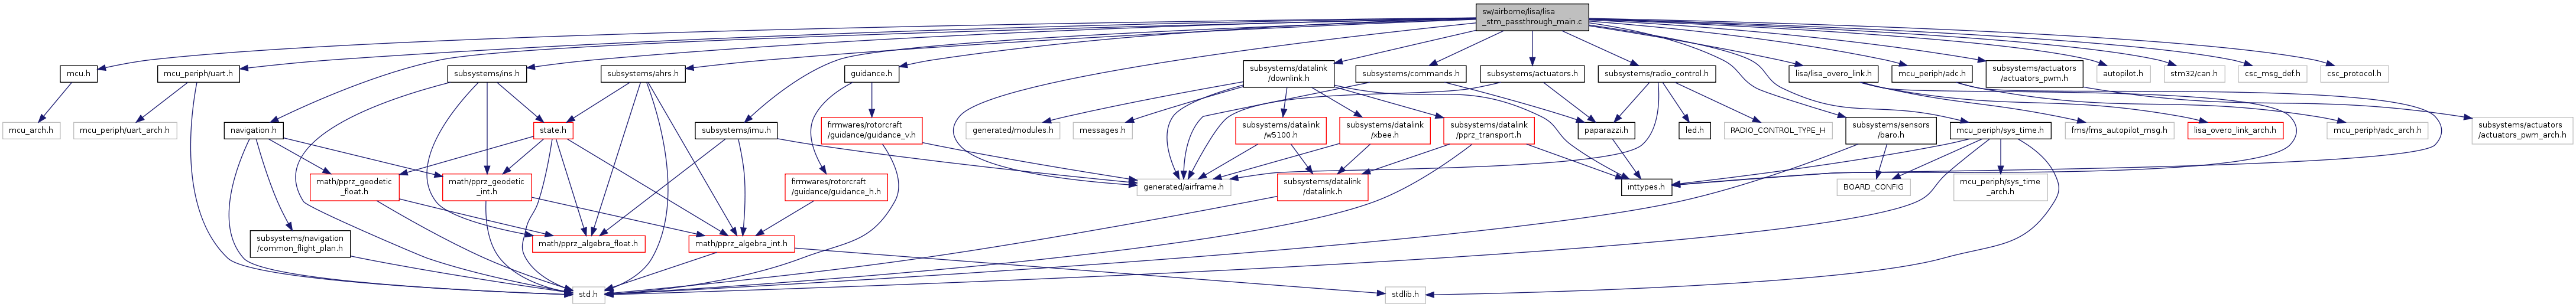 sw/airborne/lisa/lisa
_stm_passthrough_main.c
mcu.h
mcu_periph/uart.h
subsystems/ins.h
subsystems/ahrs.h
guidance.h
subsystems/datalink
/downlink.h
subsystems/commands.h
subsystems/actuators.h
subsystems/radio_control.h
lisa/lisa_overo_link.h
mcu_periph/adc.h
subsystems/actuators
/actuators_pwm.h
autopilot.h
stm32/can.h
csc_msg_def.h
csc_protocol.h
mcu_arch.h
mcu_periph/uart_arch.h
navigation.h
state.h
subsystems/imu.h
firmwares/rotorcraft
/guidance/guidance_v.h
generated/modules.h
messages.h
subsystems/datalink
/w5100.h
subsystems/datalink
/xbee.h
subsystems/datalink
/pprz_transport.h
paparazzi.h
led.h
RADIO_CONTROL_TYPE_H
subsystems/sensors
/baro.h
mcu_periph/sys_time.h
fms/fms_autopilot_msg.h
lisa_overo_link_arch.h
mcu_periph/adc_arch.h
subsystems/actuators
/actuators_pwm_arch.h
math/pprz_geodetic
_float.h
math/pprz_geodetic
_int.h
firmwares/rotorcraft
/guidance/guidance_h.h
generated/airframe.h
subsystems/datalink
/datalink.h
inttypes.h
BOARD_CONFIG
mcu_periph/sys_time
_arch.h
subsystems/navigation
/common_flight_plan.h
math/pprz_algebra_float.h
math/pprz_algebra_int.h
std.h
stdlib.h